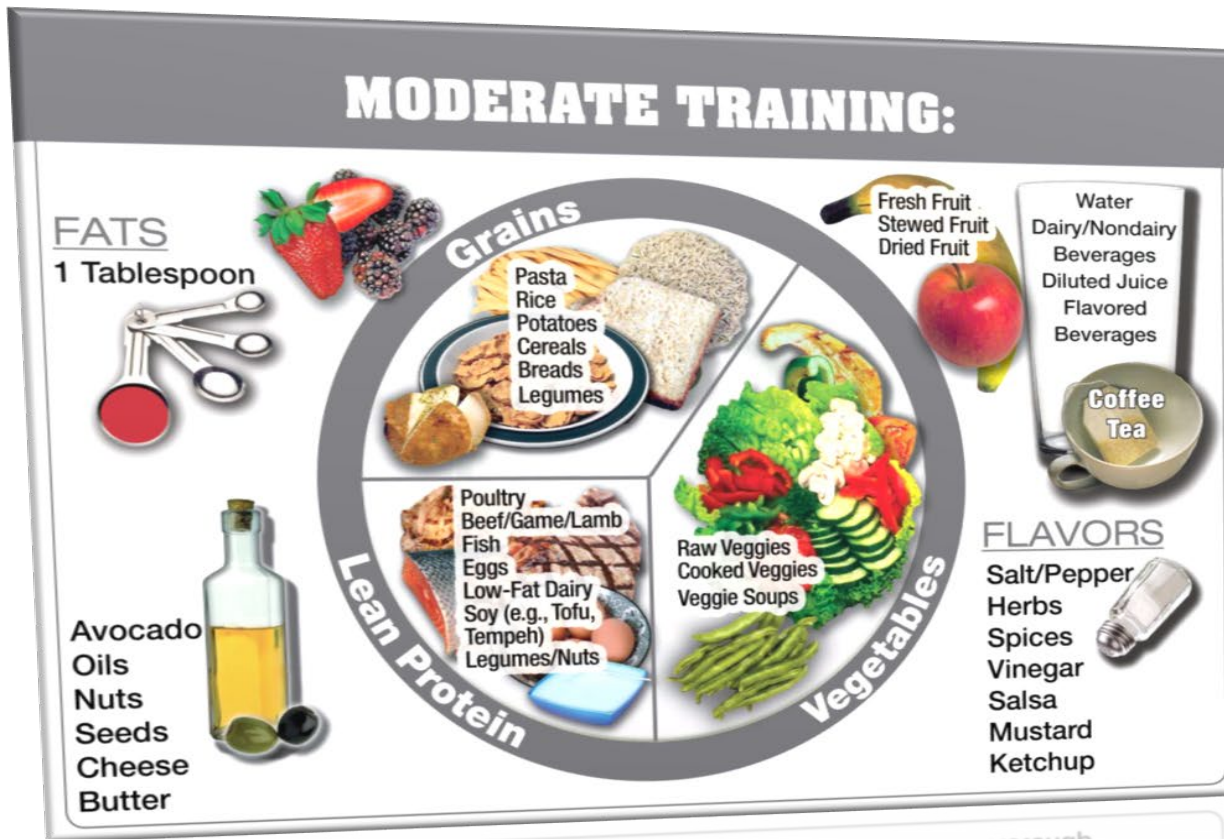 MODERATE TRAINING:
FATS
1 Tablespoon
Avocado
Oils
Nuts
Seeds
Cheese
Butter
Grains
Pasta
Rice
Potatoes
Cereals
Breads
Legumes
Lean Protein
Poultry
Beef/Game/Lamb
Fish
Eggs
Low-Fat Dairy
Soy (e.g., Tofu,
Tempeh)
Legumes/Nuts
Vegetables
Raw Veggies
Cooked Veggies
Veggie Soups
Fresh Fruit
Stewed Fruit
Dried Fruit
Water
Dairy/Nondairy
Beverages
Diluted Juice
Flavored
Beverages
Coffee
Tea
FLAVORS
Salt/Pepper
Herbs
Spices
Vinegar
Salsa
Mustard
Ketchup